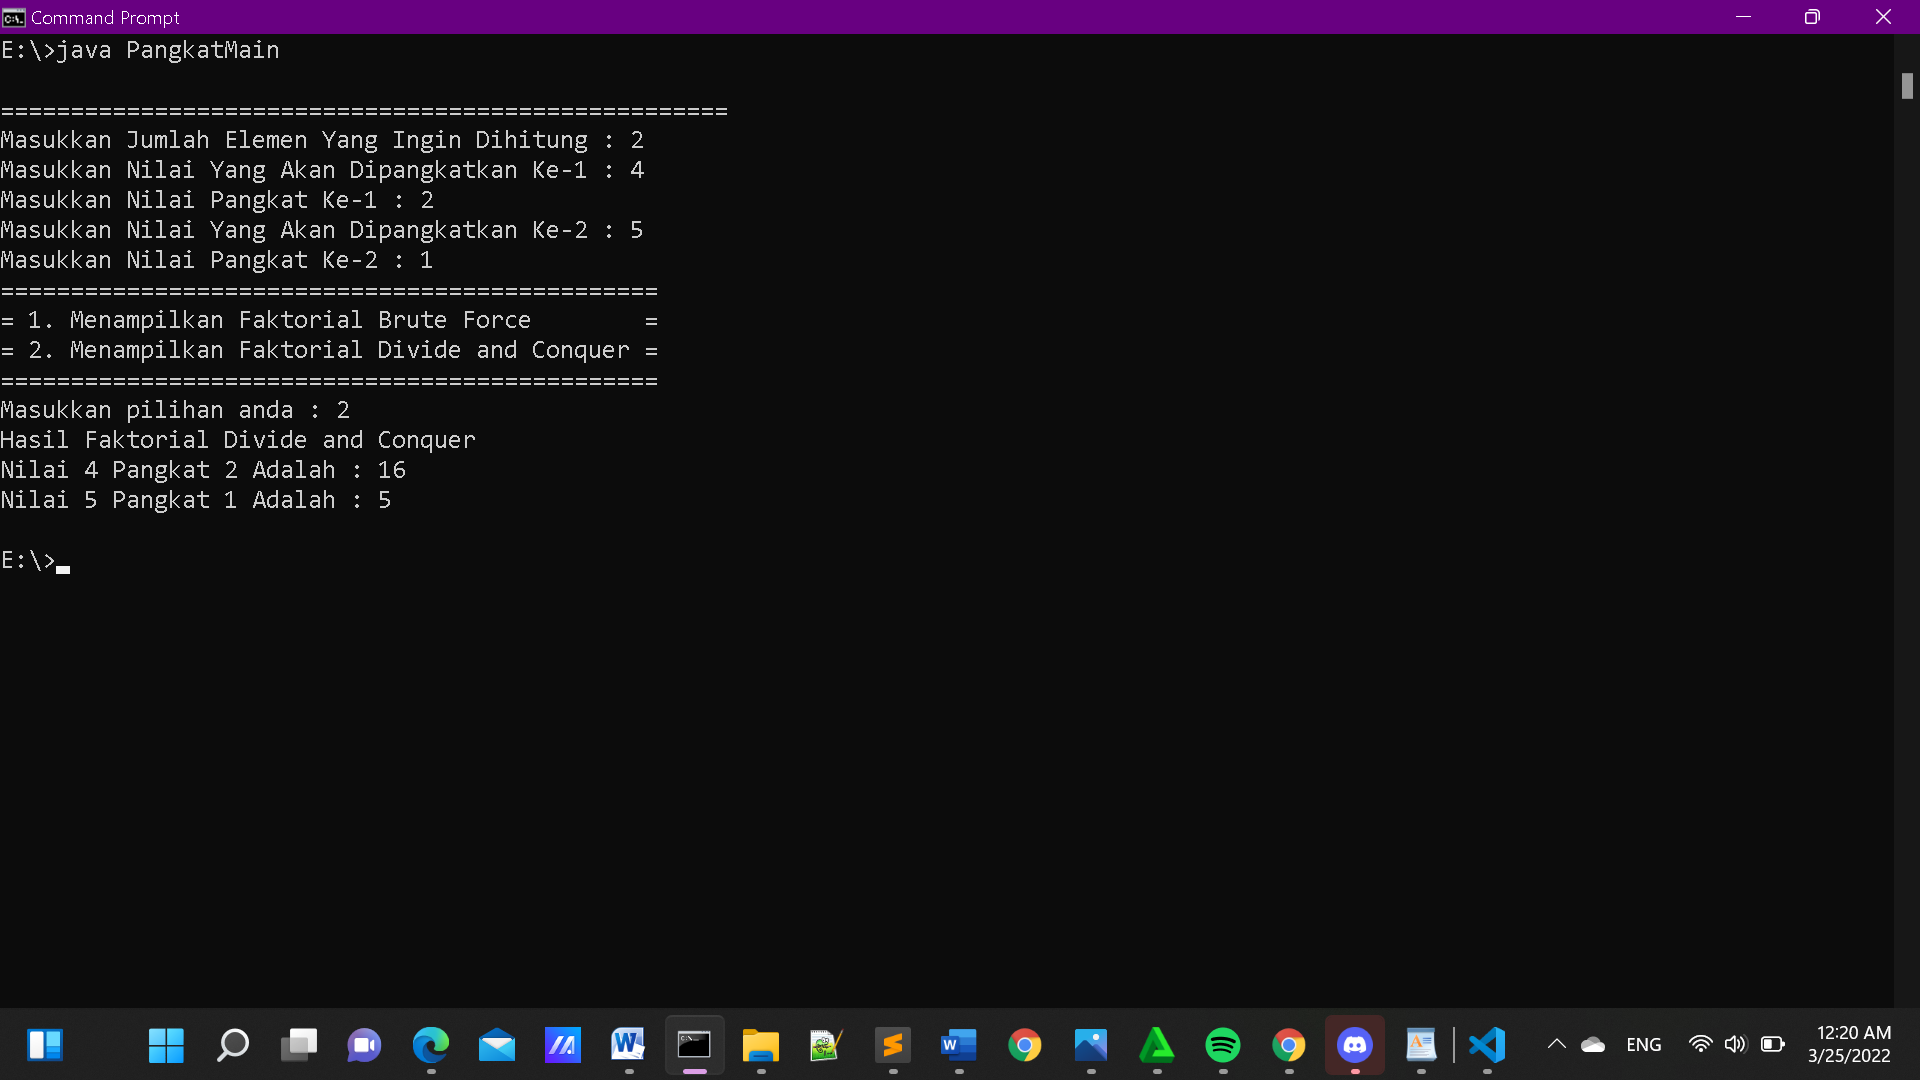 Command Prompt
E:\>java PangkatMain
====================================================
Masukkan Jumlah Elemen Yang Ingin Dihitung : 2
Masukkan Nilai Yang Akan Dipangkatkan Ke-1 : 4
Masukkan Nilai Pangkat Ke-1 : 2
Masukkan Nilai Yang Akan Dipangkatkan Ke-2 : 5
Masukkan Nilai Pangkat Ke-2 : 1
===============================================
= 1. Menampilkan Faktorial Brute Force        =
= 2. Menampilkan Faktorial Divide and Conquer =
===============================================
Masukkan pilihan anda : 2
Hasil Faktorial Divide and Conquer
Nilai 4 Pangkat 2 Adalah : 16
Nilai 5 Pangkat 1 Adalah : 5
E:\>
ENG
12:20 AM
3/25/2022